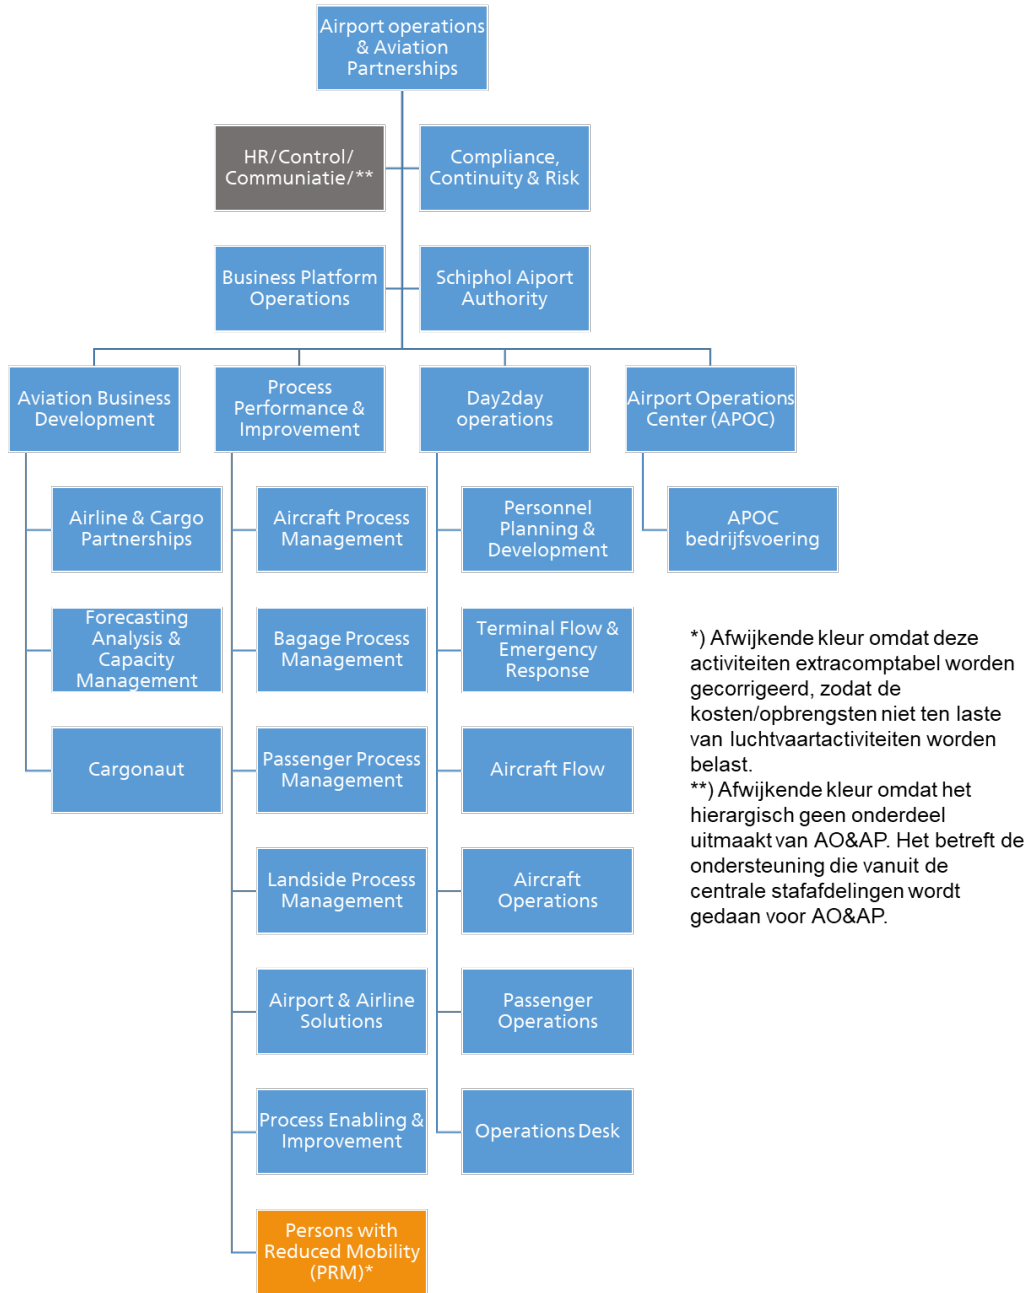 Airport operations
& Aviation
Partnerships
HR/Control/
Communiatie/**
Compliance,
Continuity & Risk
Business Platform
Operations
Schiphol Aiport
Authority
Aviation Business
Development
Process
Performance &
Improvement
Day2day
operations
Airport Operations
Center (APOC)
Airline & Cargo
Partnerships
Forecasting
Analysis &
Capacity
Management
Cargonaut
Aircraft Process
Management
Bagage Process
Management
Passenger Process
Management
Landside Process
Management
Airport & Airline
Solutions
Process Enabling &
Improvement
Persons with
Reduced Mobility
(PRM)*
Personnel
Planning &
Development
Terminal Flow &
Emergency
Response
Aircraft Flow
Aircraft
Operations
Passenger
Operations
Operations Desk
APOC
bedrijfsvoering
*) Afwijkende kleur omdat deze
activiteiten extracomptabel worden
gecorrigeerd, zodat de
kosten/opbrengsten niet ten laste
van luchtvaartactiviteiten worden
belast.
**) Afwijkende kleur omdat het
hierargisch geen onderdeel
uitmaakt van AO&AP. Het betreft de
ondersteuning die vanuit de
centrale stafafdelingen wordt
gedaan voor AO&AP.